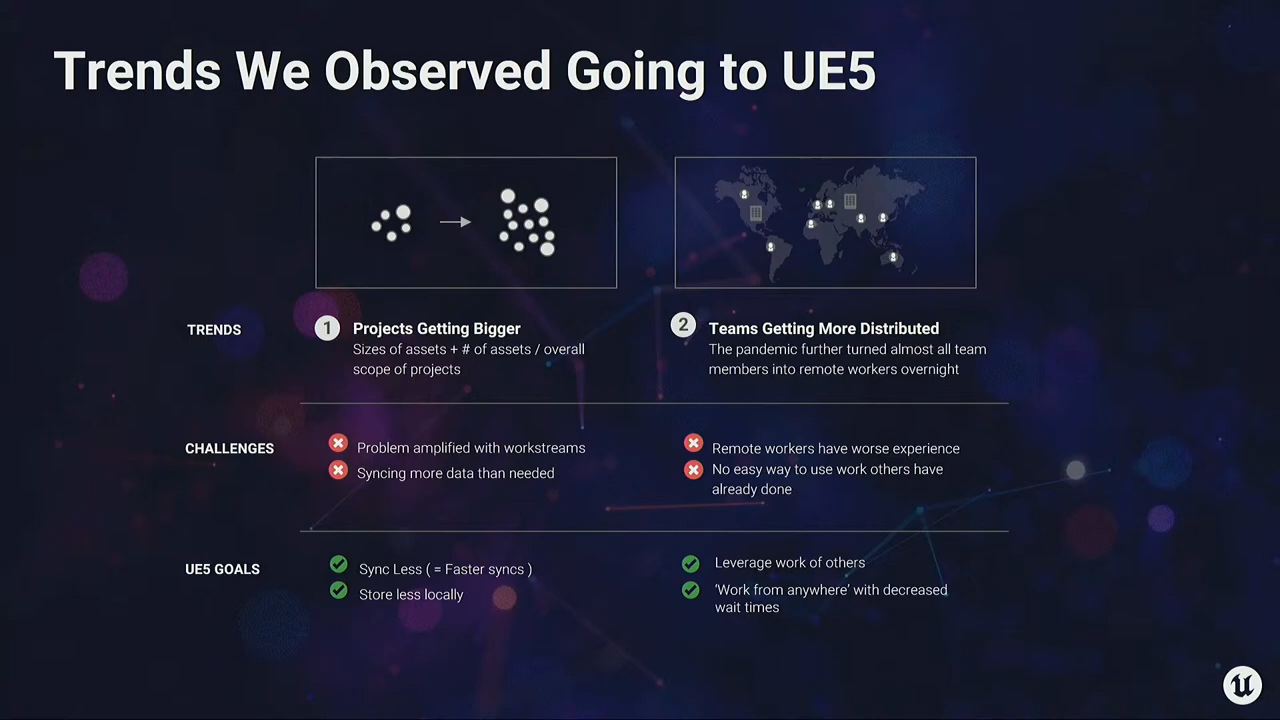 Trends We Observed Going to UE5
TRENDS
1
Projects Getting Bigger
Sizes of assets + # of assets / overall
scope of projects
2
Teams Getting More Distributed
The pandemic further turned almost all team
members into remote workers overnight
CHALLENGES
Problem amplified with workstreams
Syncing more data than needed
Remote workers have worse experience
No easy way to use work others have
already done
UE5 GOALS
Sync Less ( = Faster syncs )
Store less locally
Leverage work of others
‘Work from anywhere’ with decreased
wait times